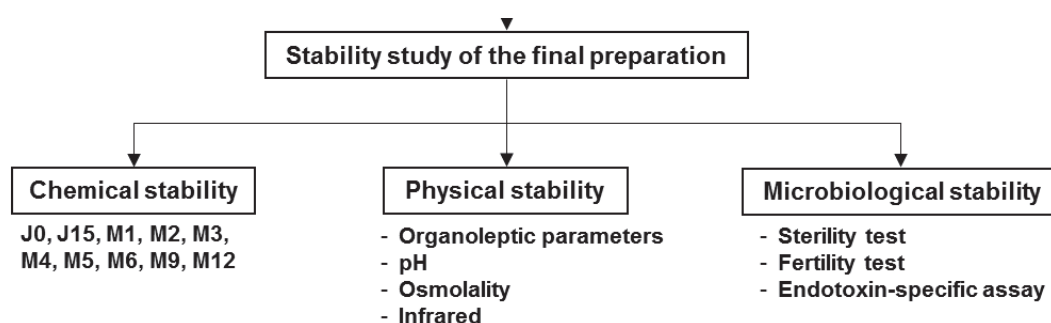 Stability study of the final preparation
Chemical stability
J0, J15, M1, M2, M3,
M4, M5, M6, M9, M12
Physical stability
- Organoleptic parameters
- pH
- Osmolality
- Infrared
Microbiological stability
- Sterility test
- Fertility test
- Endotoxin-specific assay